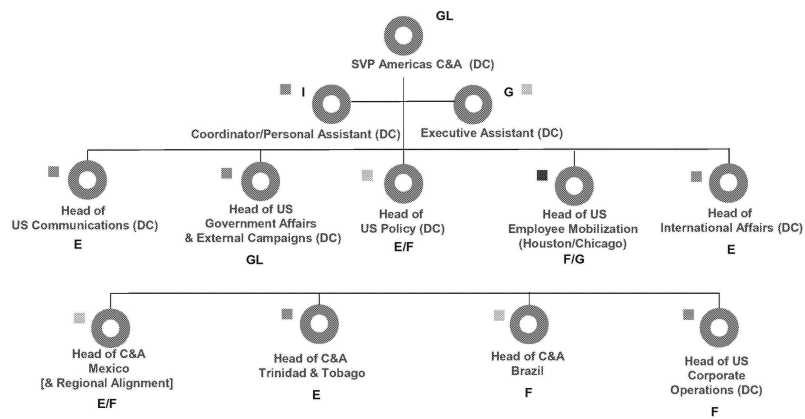 GL
SVP Americas C&A (DC)
I
G
Coordinator/Personal Assistant (DC)
Executive Assistant (DC)
Head of
US Communications (DC)
E
Head of US
Government Affairs
& External Campaigns (DC)
GL
Head of
US Policy (DC)
E/F
Head of US
Employee Mobilization
(Houston/Chicago)
F/G
Head of
International Affairs (DC)
E
Head of C&A
Mexico
[& Regional Alignment]
E/F
Head of C&A
Trinidad & Tobago
E
Head of C&A
Brazil
F
Head of US
Corporate
Operations (DC)
F